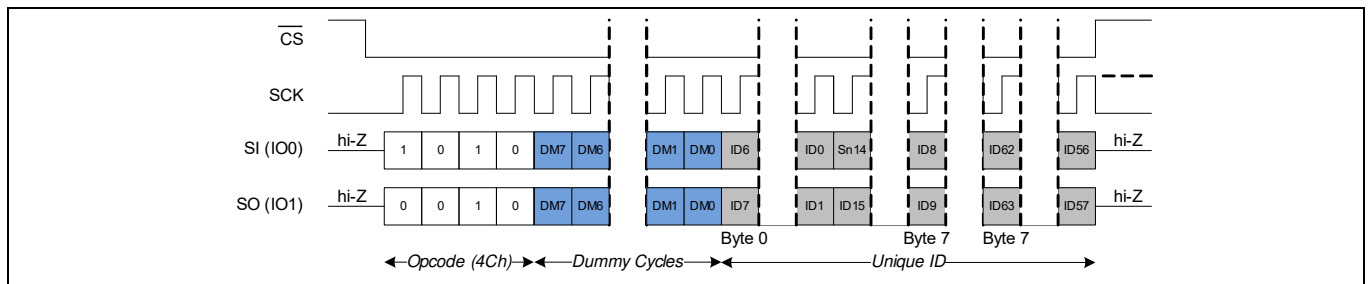 CS
SCK
SI (IO0) hi-Z 1 0 1 0 DM7 DM6 DM1 DM0 ID6 ID0 Sn14 ID8 ID62 ID56 hi-Z
SO (IO1) hi-Z 0 0 1 0 DM7 DM6 DM1 DM0 ID7 ID1 ID15 ID9 ID63 ID57 hi-Z
Byte 0 Byte 7 Byte 7
Opcode (4Ch) Dummy Cycles Unique ID